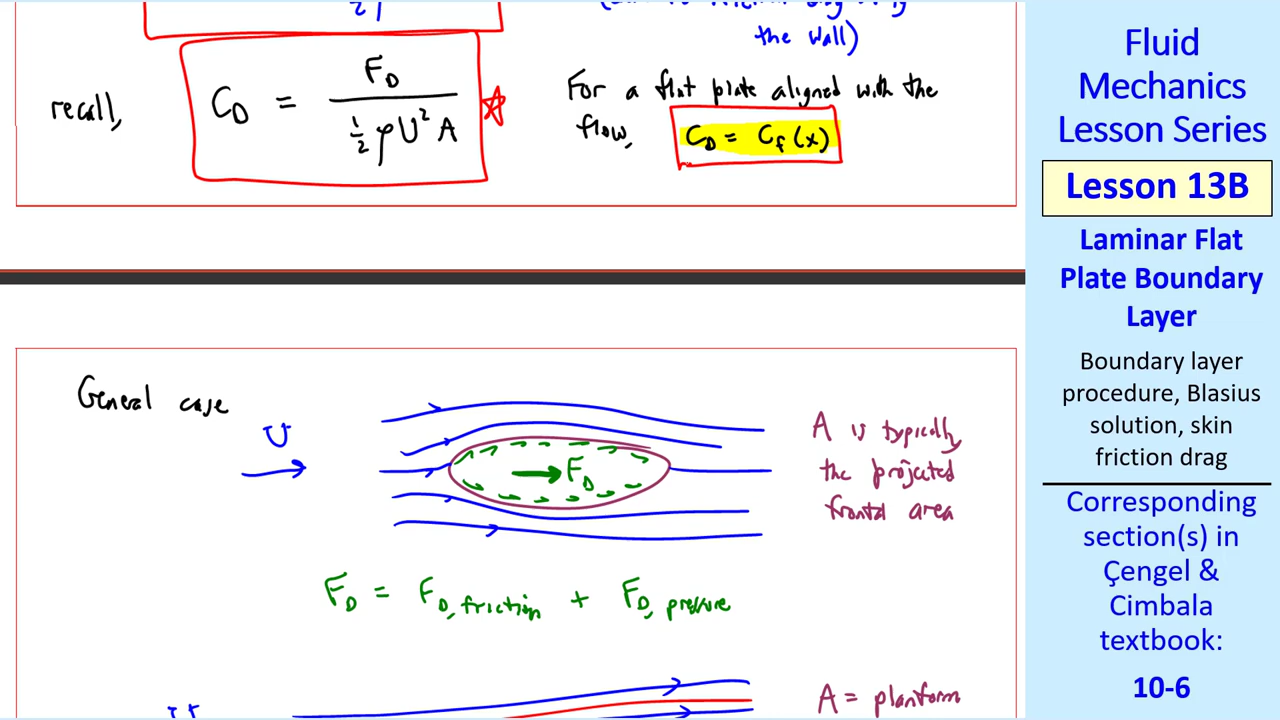 the wall)
recall,
C_D = F_D / ½ρU²A
For a flat plate aligned with the
flow,
C_D = C_f(x)
General case
U
F_D
A is typically
the projected
frontal area
F_D = F_D,friction + F_D,pressure
A = planform
Fluid
Mechanics
Lesson Series
Lesson 13B
Laminar Flat
Plate Boundary
Layer
Boundary layer
procedure, Blasius
solution, skin
friction drag
Corresponding
section(s) in
Çengel &
Cimbala
textbook:
10-6